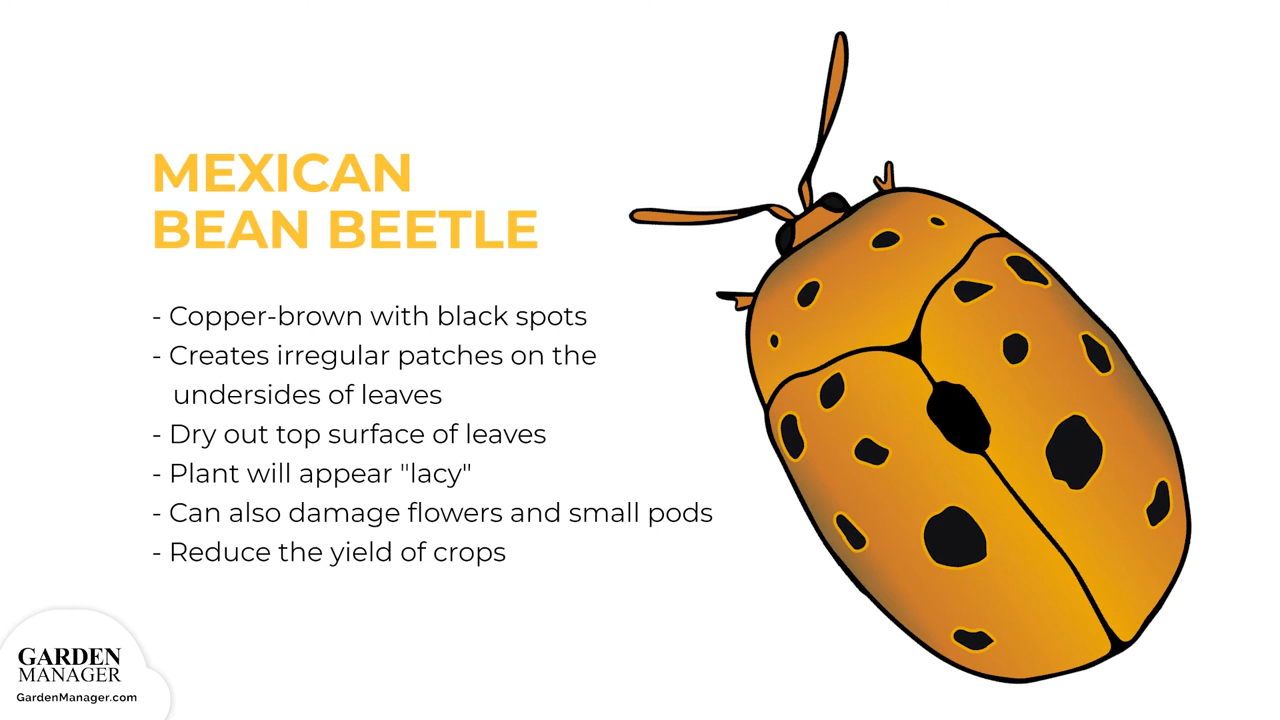 MEXICAN
BEAN BEETLE
- Copper-brown with black spots
- Creates irregular patches on the
undersides of leaves
- Dry out top surface of leaves
- Plant will appear "lacy"
- Can also damage flowers and small pods
- Reduce the yield of crops
GARDEN
MANAGER
GardenManager.com